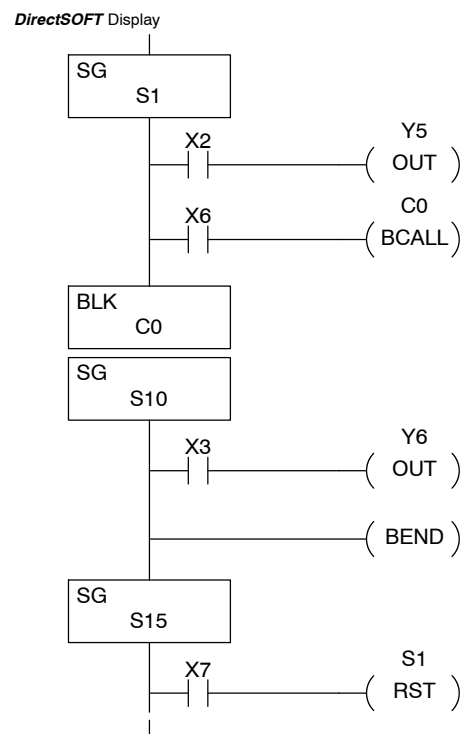 DirectSOFT Display
SG
S1
X2
Y5
OUT
X6
C0
BCALL
BLK
C0
SG
S10
X3
Y6
OUT
BEND
SG
S15
X7
S1
RST